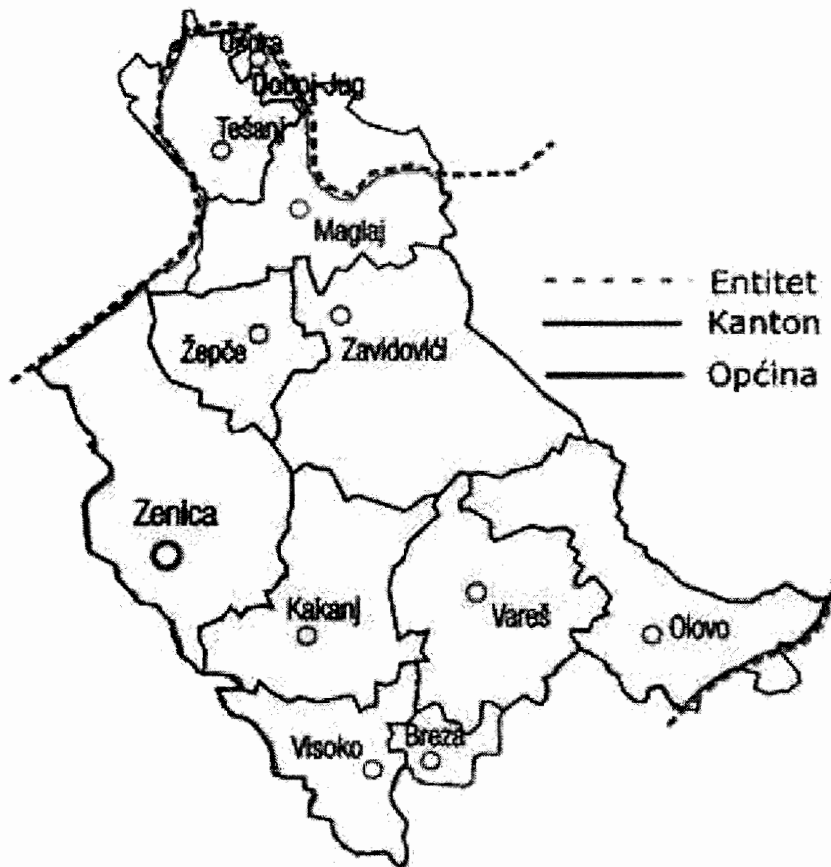 Usora
Doboj Jug
Tešanj
Maglaj
Entitet
Kanton
Žepče
Zavidovići
Općina
Zenica
Kakanj
Vareš
Olovo
Breza
Visoko